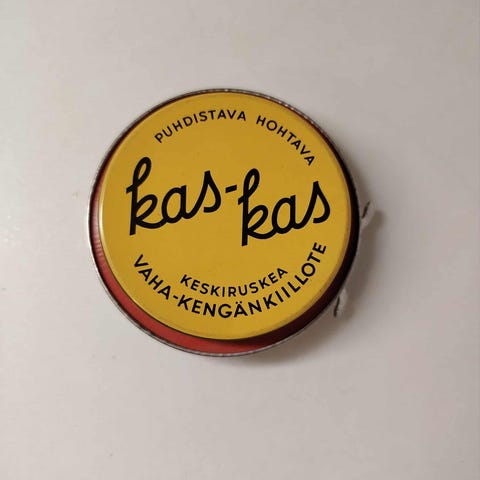 PUHDISTAVA HOHTAVA
kas-kas
KESKIRUSKEA
VAHA-KENGÄNKIILLOTE